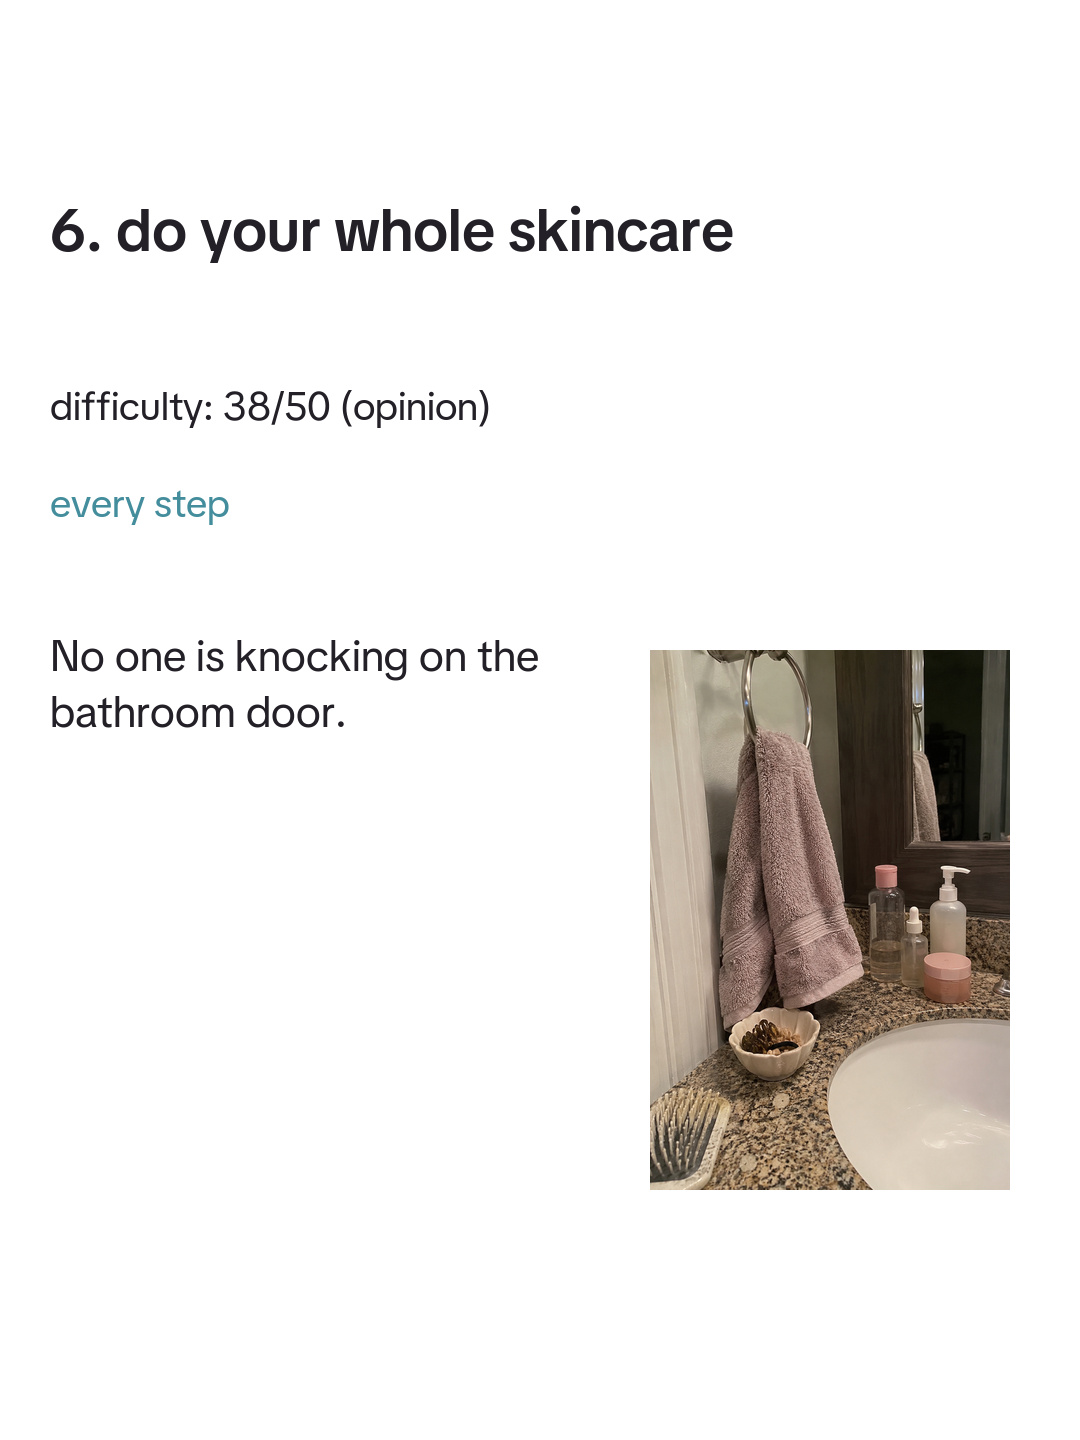 6. do your whole skincare
difficulty: 38/50 (opinion)
every step
No one is knocking on the
bathroom door.